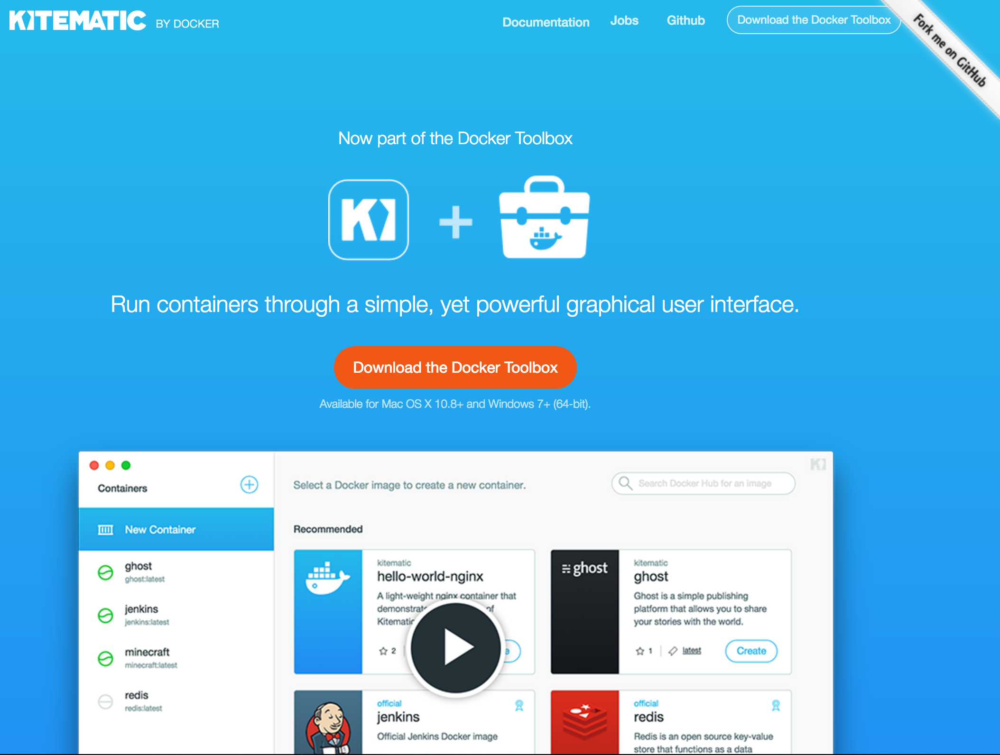 KITEMATIC BY DOCKER
Documentation Jobs Github Download the Docker Toolbox
Fork me on GitHub
Now part of the Docker Toolbox
Run containers through a simple, yet powerful graphical user interface.
Download the Docker Toolbox
Available for Mac OS X 10.8+ and Windows 7+ (64-bit).
Containers
New Container
ghost
ghost:latest
jenkins
jenkins:latest
minecraft
minecraft:latest
redis
redis:latest
Select a Docker image to create a new container.
Search Docker Hub for an image
Recommended
kitematic
hello-world-nginx
A light-weight nginx container that
of
2
ghost
kitematic
ghost
Ghost is a simple publishing
platform that allows you to share
your stories with the world.
1 latest Create
official
jenkins
Official Jenkins Docker image
official
redis
Redis is an open source key-value
store that functions as a data